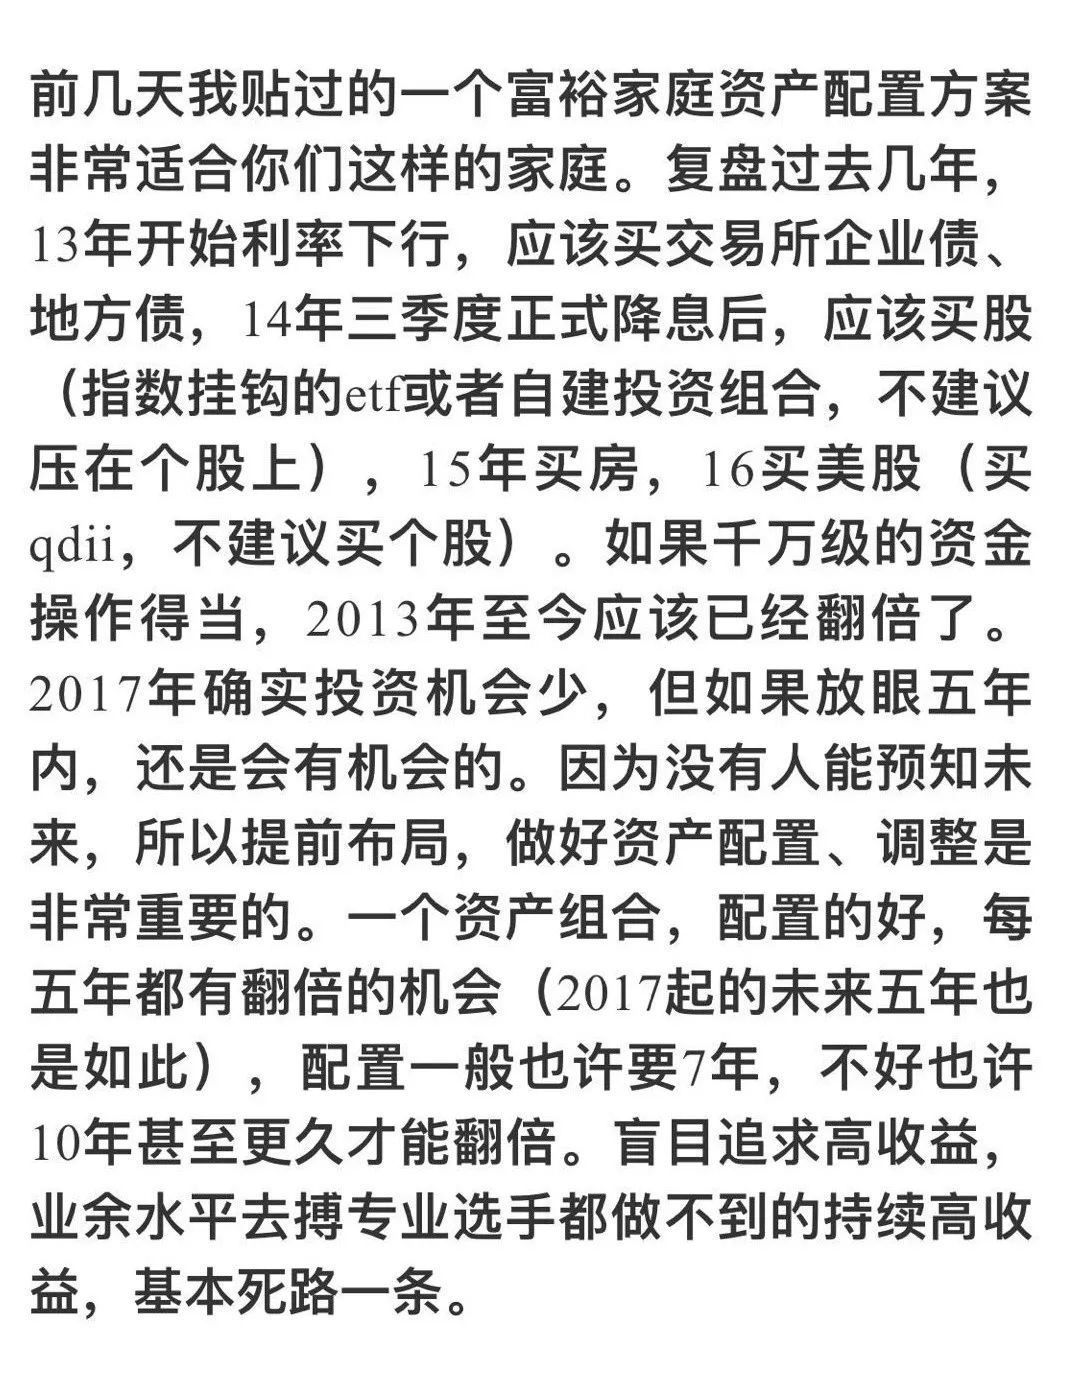 前几天我贴过的一个富裕家庭资产配置方案
非常适合你们这样的家庭。复盘过去几年，
13年开始利率下行，应该买交易所企业债、
地方债，14年三季度正式降息后，应该买股
（指数挂钩的etf或者自建投资组合，不建议
压在个股上），15年买房，16买美股（买
qdii，不建议买个股）。如果千万级的资金
操作得当，2013年至今应该已经翻倍了。
2017年确实投资机会少，但如果放眼五年
内，还是会有机会的。因为没有人能预知未
来，所以提前布局，做好资产配置、调整是
非常重要的。一个资产组合，配置的好，每
五年都有翻倍的机会（2017起的未来五年也
是如此），配置一般也许要7年，不好也许
10年甚至更久才能翻倍。盲目追求高收益，
业余水平去搏专业选手都做不到的持续高收
益，基本死路一条。